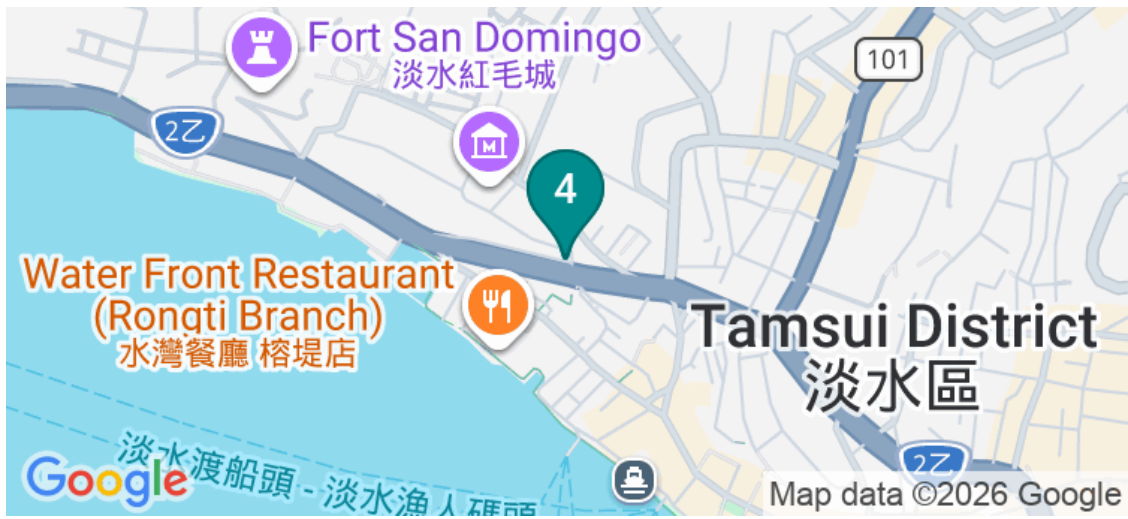 Fort San Domingo
淡水紅毛城
101
2乙
M
4
Water Front Restaurant
(Rongti Branch)
水灣餐廳 榕堤店
Tamsui District
淡水區
2乙
淡水渡船頭 - 淡水漁人碼頭
Google
Map data ©2026 Google